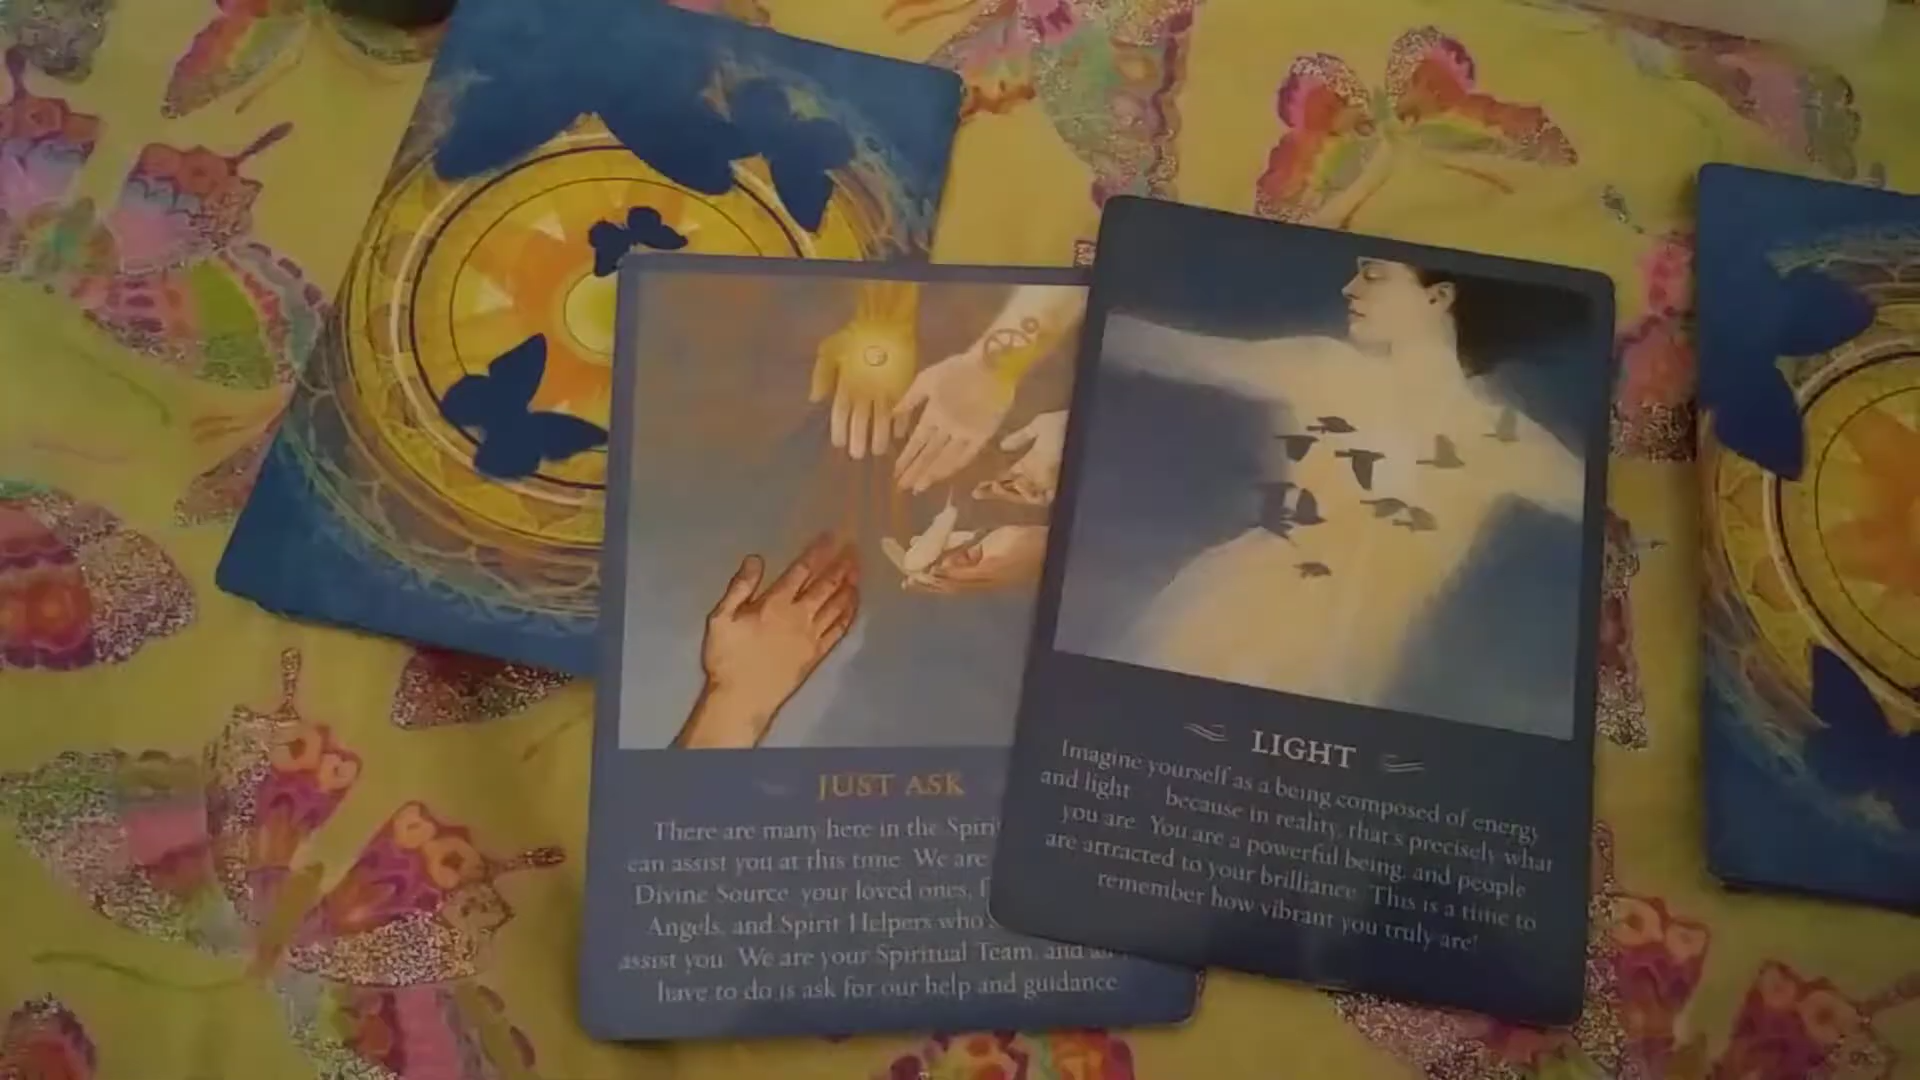 JUST ASK
There are many here in the Spiri
can assist you at this time. We are
Divine Source, your loved ones,
Angels, and Spirit Helpers who
assist you. We are your Spiritual Team, and
have to do is ask for our help and guidance
LIGHT
Imagine yourself as a being composed of energy
and light because in reality, that's precisely what
you are. You are a powerful being, and people
are attracted to your brilliance. This is a time to
remember how vibrant you truly are!